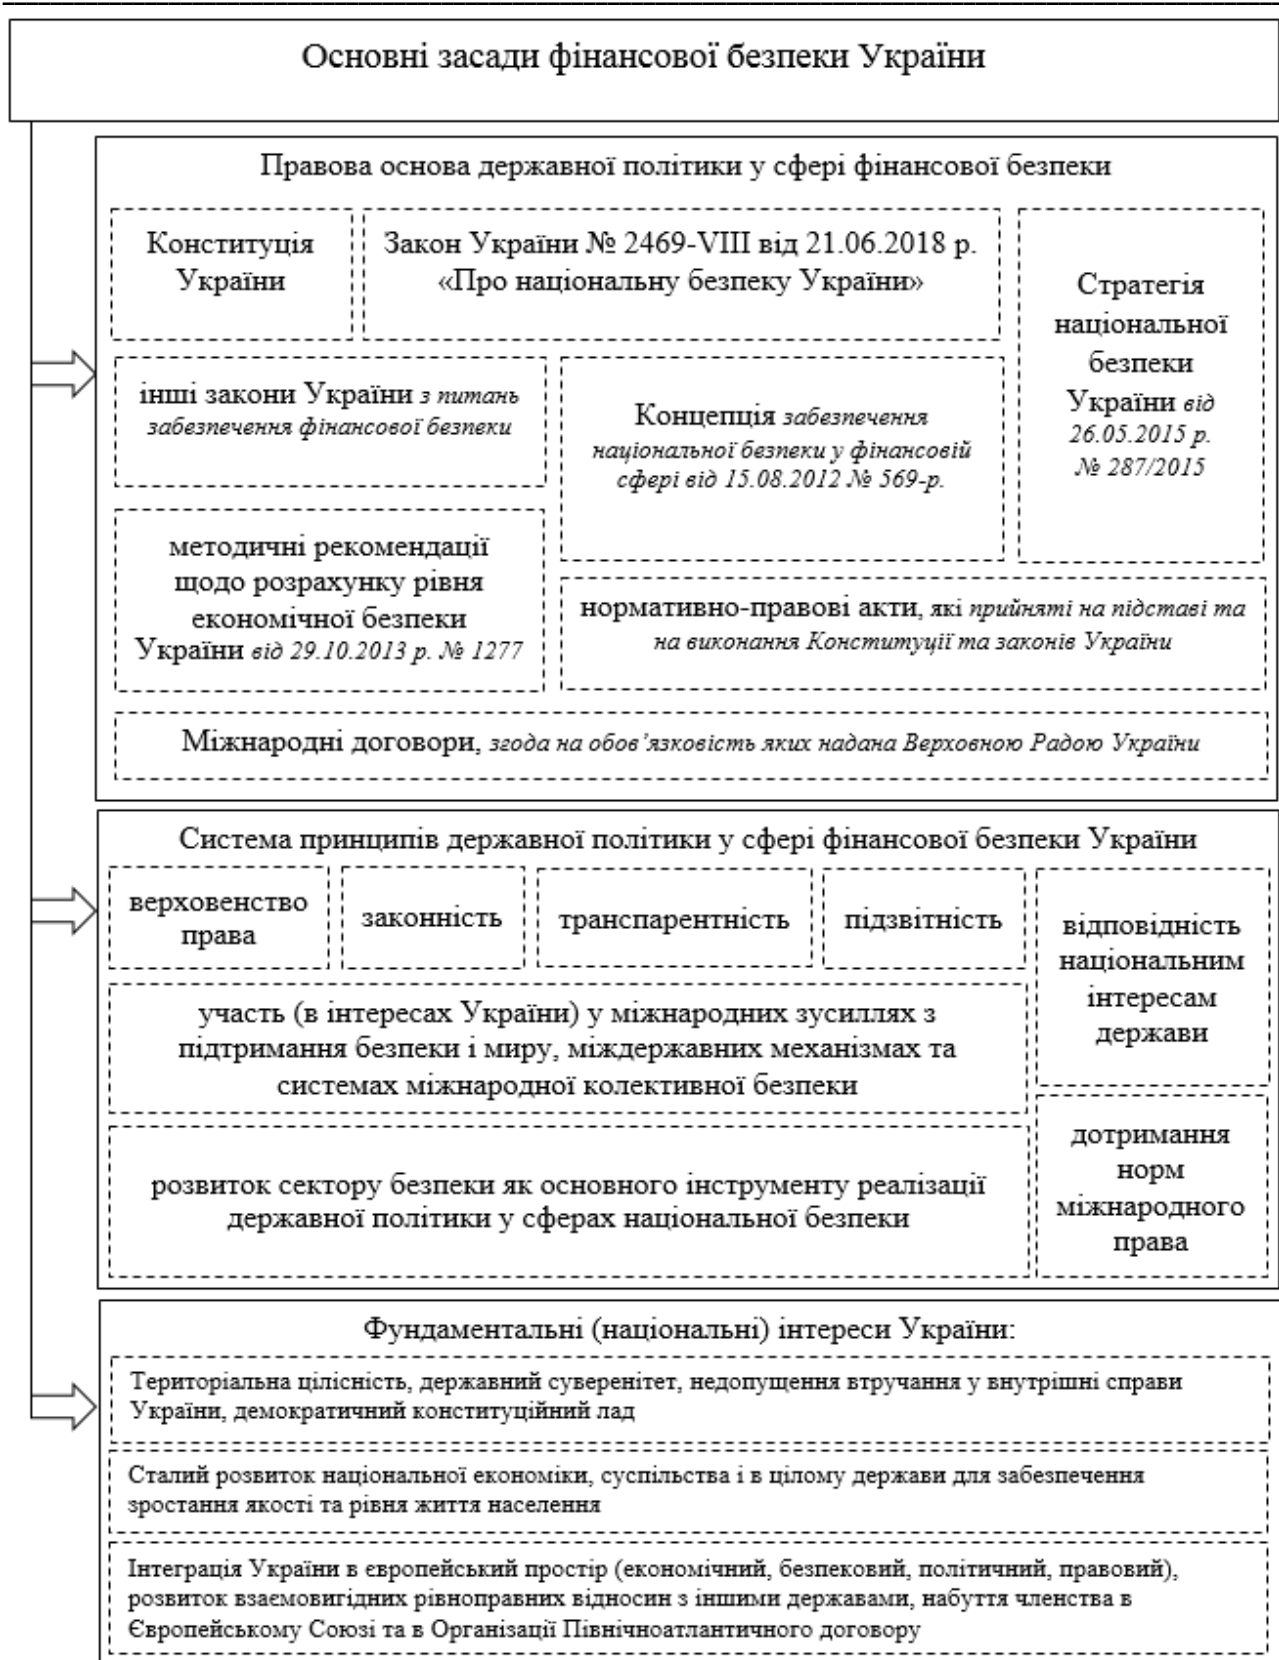 Основні засади фінансової безпеки України
Правова основа державної політики у сфері фінансової безпеки
Конституція
України
Закон України № 2469-VIII від 21.06.2018 р.
«Про національну безпеку України»
Стратегія
національної
безпеки
України від
26.05.2015 р.
№ 287/2015
інші закони України з питань
забезпечення фінансової безпеки
Концепція забезпечення
національної безпеки у фінансовій
сфері від 15.08.2012 № 569-р.
методичні рекомендації
щодо розрахунку рівня
економічної безпеки
України від 29.10.2013 р. № 1277
нормативно-правові акти, які прийняті на підставі та
на виконання Конституції та законів України
Міжнародні договори, згода на обов’язковість яких надана Верховною Радою України
Система принципів державної політики у сфері фінансової безпеки України
верховенство
права
законність
транспарентність
підзвітність
відповідність
національним
інтересам
держави
участь (в інтересах України) у міжнародних зусиллях з
підтримання безпеки і миру, міждержавних механізмах та
системах міжнародної колективної безпеки
розвиток сектору безпеки як основного інструменту реалізації
державної політики у сферах національної безпеки
дотримання
норм
міжнародного
права
Фундаментальні (національні) інтереси України:
Територіальна цілісність, державний суверенітет, недопущення втручання у внутрішні справи
України, демократичний конституційний лад
Сталий розвиток національної економіки, суспільства і в цілому держави для забезпечення
зростання якості та рівня життя населення
Інтеграція України в європейський простір (економічний, безпековий, політичний, правовий),
розвиток взаємовигідних рівноправних відносин з іншими державами, набуття членства в
Європейському Союзі та в Організації Північноатлантичного договору